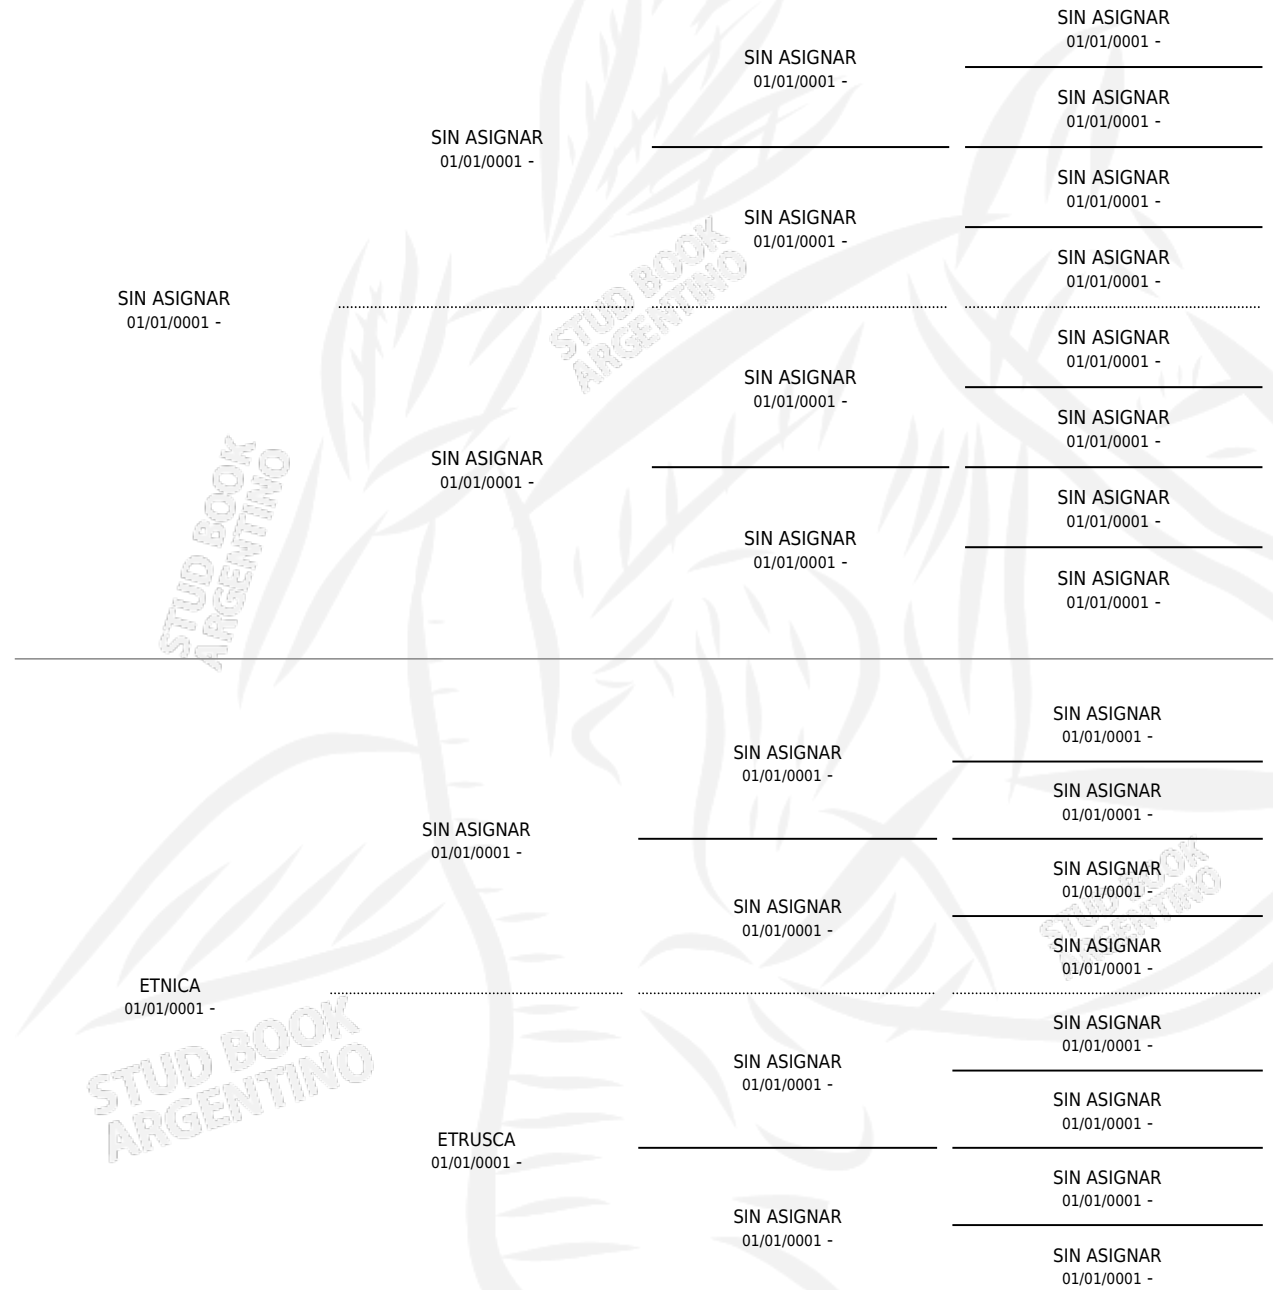 SIN ASIGNAR
01/01/0001 -
SIN ASIGNAR
01/01/0001 -
SIN ASIGNAR
01/01/0001 -
SIN ASIGNAR
01/01/0001 -
SIN ASIGNAR
01/01/0001 -
SIN ASIGNAR
01/01/0001 -
SIN ASIGNAR
01/01/0001 -
SIN ASIGNAR
01/01/0001 -
STUD BOOK
ARGENTINO
SIN ASIGNAR
01/01/0001 -
SIN ASIGNAR
01/01/0001 -
SIN ASIGNAR
01/01/0001 -
SIN ASIGNAR
01/01/0001 -
SIN ASIGNAR
01/01/0001 -
STUD BOOK
ARGENTINO
SIN ASIGNAR
01/01/0001 -
SIN ASIGNAR
01/01/0001 -
SIN ASIGNAR
01/01/0001 -
SIN ASIGNAR
01/01/0001 -
SIN ASIGNAR
01/01/0001 -
SIN ASIGNAR
01/01/0001 -
SIN ASIGNAR
01/01/0001 -
SIN ASIGNAR
01/01/0001 -
SIN ASIGNAR
01/01/0001 -
SIN ASIGNAR
01/01/0001 -
SIN ASIGNAR
01/01/0001 -
STUD BOOK
ARGENTINO
ETNICA
01/01/0001 -
STUD BOOK
ARGENTINO
SIN ASIGNAR
01/01/0001 -
SIN ASIGNAR
01/01/0001 -
SIN ASIGNAR
01/01/0001 -
ETRUSCA
01/01/0001 -
SIN ASIGNAR
01/01/0001 -
SIN ASIGNAR
01/01/0001 -
SIN ASIGNAR
01/01/0001 -